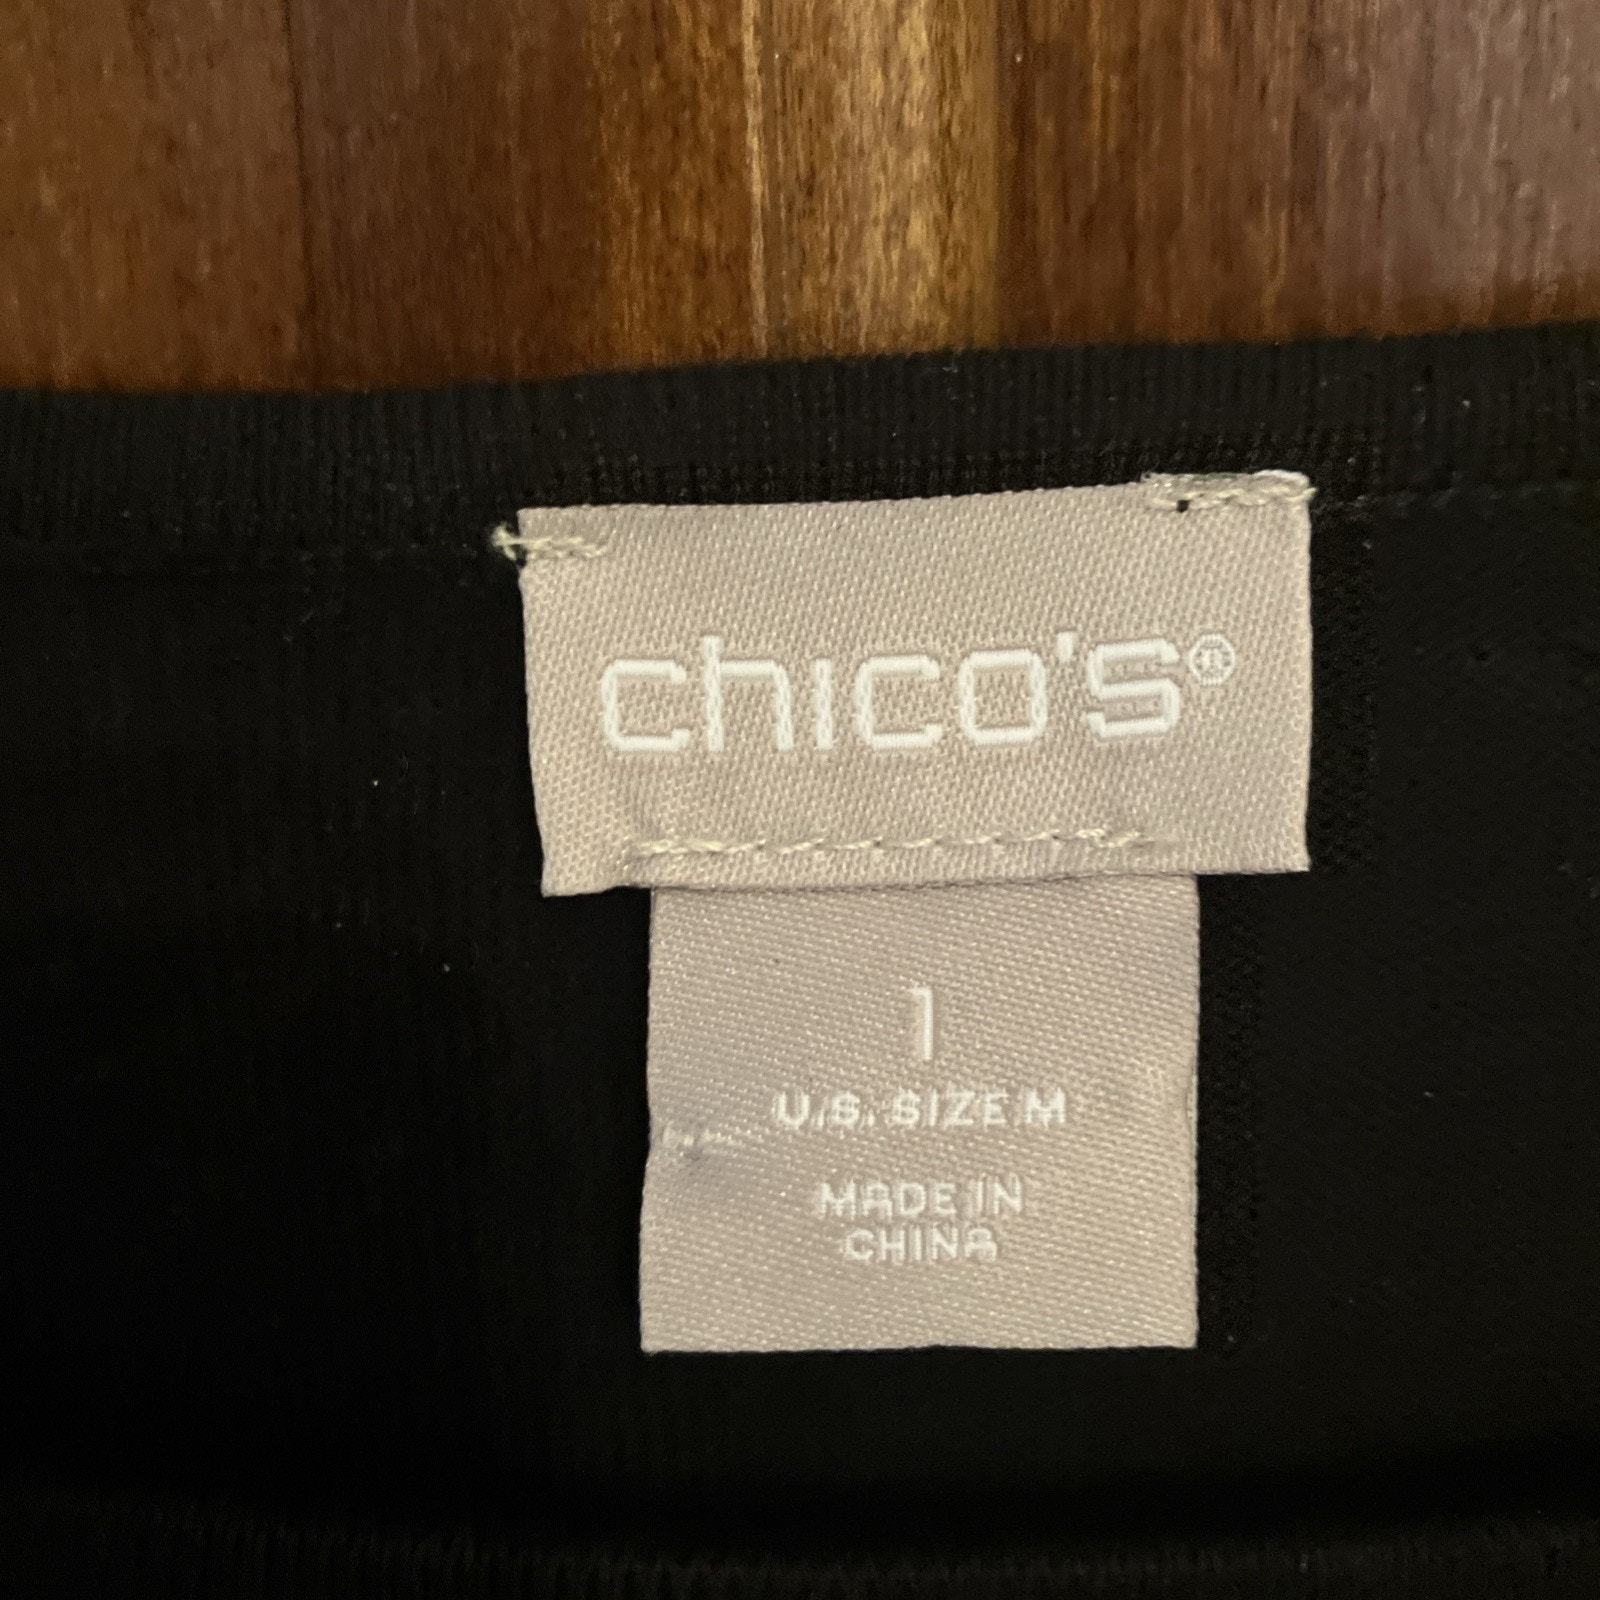 chico's®
1
U.S. SIZE M
MADE IN
CHINA